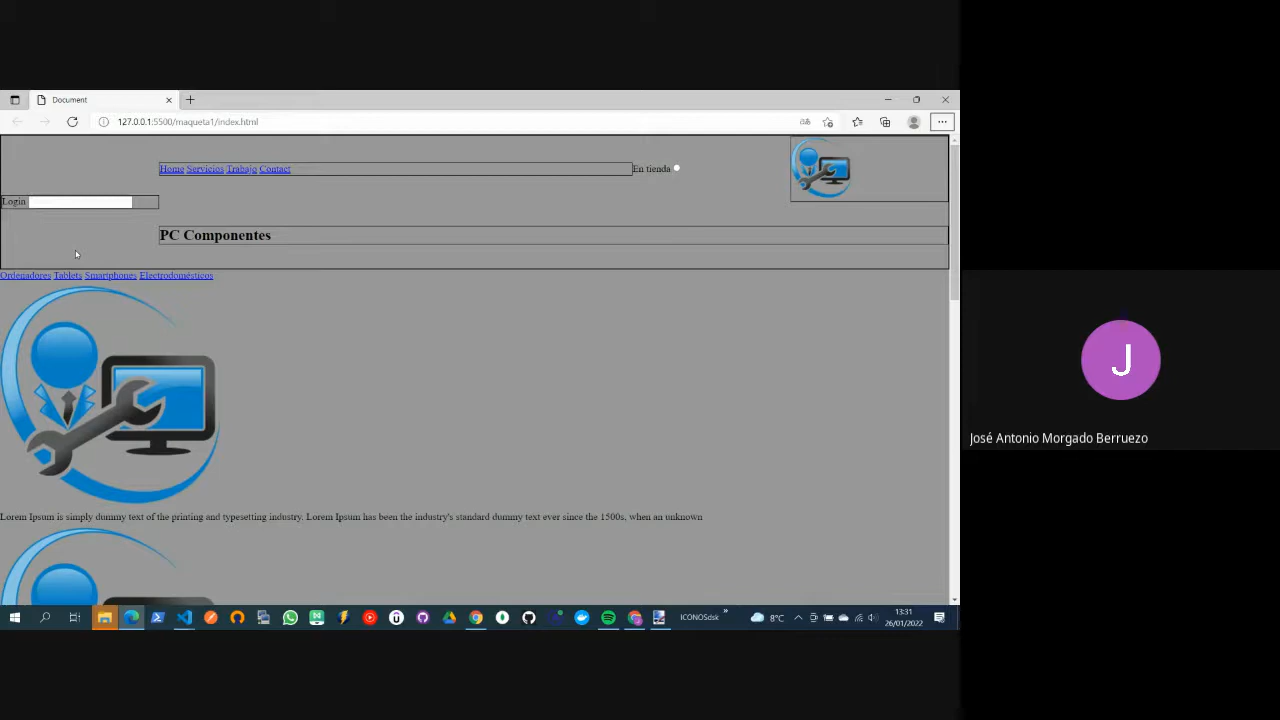 Document
127.0.0.1:5500/maqueta1/index.html
Home Servicios Trabajo Contact
En tienda
Login
PC Componentes
Ordenadores Tablets Smartphones Electrodomésticos
Lorem Ipsum is simply dummy text of the printing and typesetting industry. Lorem Ipsum has been the industry's standard dummy text ever since the 1500s, when an unknown
J
José Antonio Morgado Berruezo
ICONOSdsk
8°C
13:31
26/01/2022